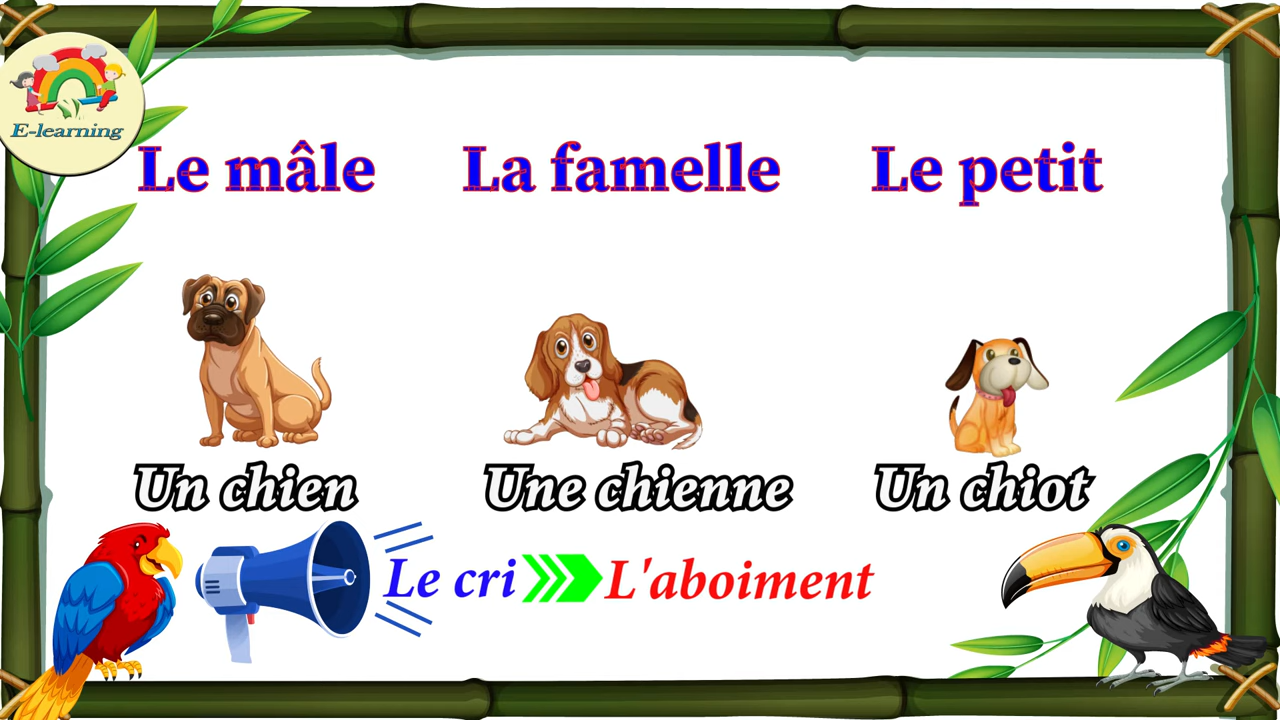 E-learning
Le mâle La famelle Le petit
Un chien Une chienne Un chiot
Le cri L'aboiment